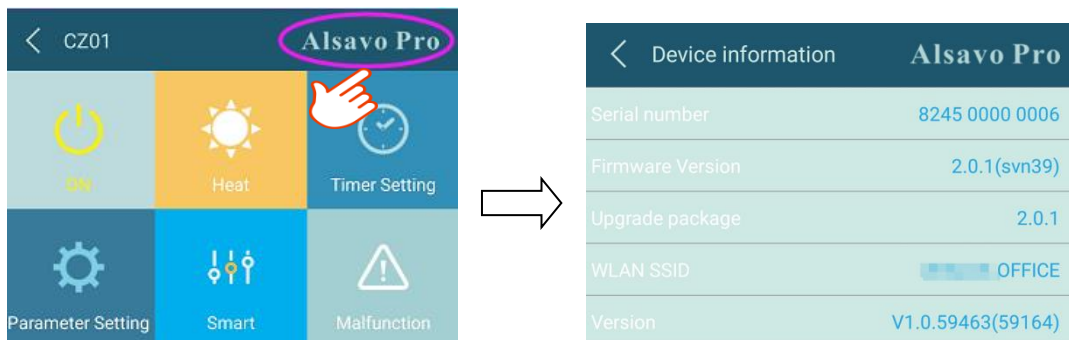 CZ01 Alsavo Pro
ON
Heat
Timer Setting
Parameter Setting
Smart
Malfunction
Device information Alsavo Pro
Serial number 8245 0000 0006
Firmware Version 2.0.1(svn39)
Upgrade package 2.0.1
WLAN SSID OFFICE
Version V1.0.59463(59164)